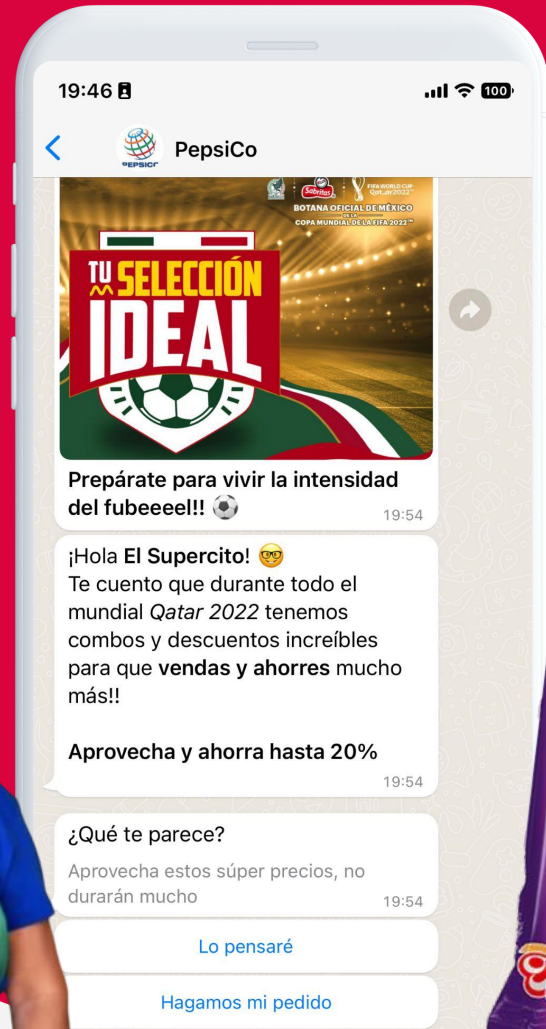 19:46
100
PepsiCo
PEPSICO
Sabritas
FIFA WORLD CUP
Qatar2022
BOTANA OFICIAL DE MÉXICO
DE LA
COPA MUNDIAL DE LA FIFA 2022™
TU SELECCIÓN
IDEAL
Prepárate para vivir la intensidad
del fubeeeel!! ⚽
19:54
¡Hola El Supercito! 🤓
Te cuento que durante todo el
mundial Qatar 2022 tenemos
combos y descuentos increíbles
para que vendas y ahorres mucho
más!!
Aprovecha y ahorra hasta 20%
19:54
¿Qué te parece?
Aprovecha estos súper precios, no
durarán mucho
19:54
Lo pensaré
Hagamos mi pedido